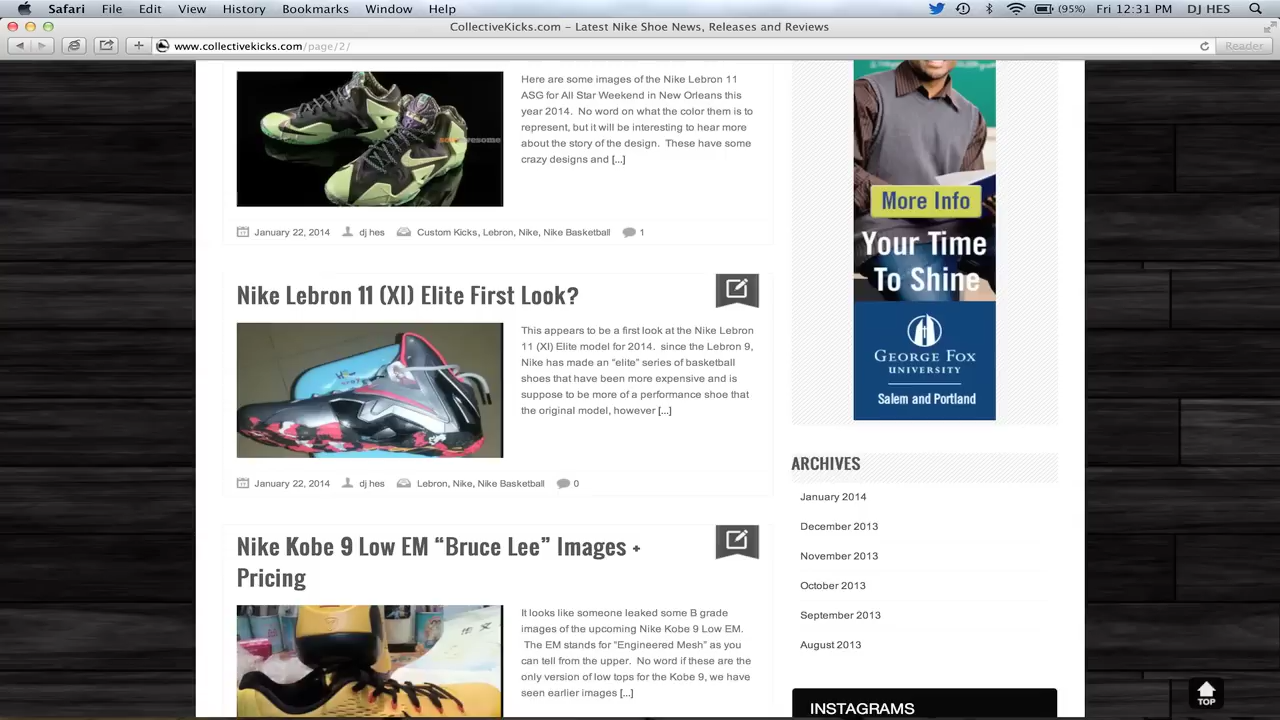 Safari File Edit View History Bookmarks Window Help (95%) Fri 12:31 PM DJ HES
CollectiveKicks.com – Latest Nike Shoe News, Releases and Reviews
www.collectivekicks.com/page/2/ Reader
Here are some images of the Nike Lebron 11
ASG for All Star Weekend in New Orleans this
year 2014. No word on what the color them is to
represent, but it will be interesting to hear more
about the story of the design. These have some
crazy designs and [...]
January 22, 2014 dj hes Custom Kicks, Lebron, Nike, Nike Basketball 1
Nike Lebron 11 (XI) Elite First Look?
This appears to be a first look at the Nike Lebron
11 (XI) Elite model for 2014. since the Lebron 9,
Nike has made an “elite” series of basketball
shoes that have been more expensive and is
suppose to be more of a performance shoe that
the original model, however [...]
January 22, 2014 dj hes Lebron, Nike, Nike Basketball 0
Nike Kobe 9 Low EM “Bruce Lee” Images +
Pricing
It looks like someone leaked some B grade
images of the upcoming Nike Kobe 9 Low EM.
The EM stands for “Engineered Mesh” as you
can tell from the upper. No word if these are the
only version of low tops for the Kobe 9, we have
seen earlier images [...]
More Info
Your Time
To Shine
GEORGE FOX
UNIVERSITY
Salem and Portland
ARCHIVES
January 2014
December 2013
November 2013
October 2013
September 2013
August 2013
INSTAGRAMS
TOP